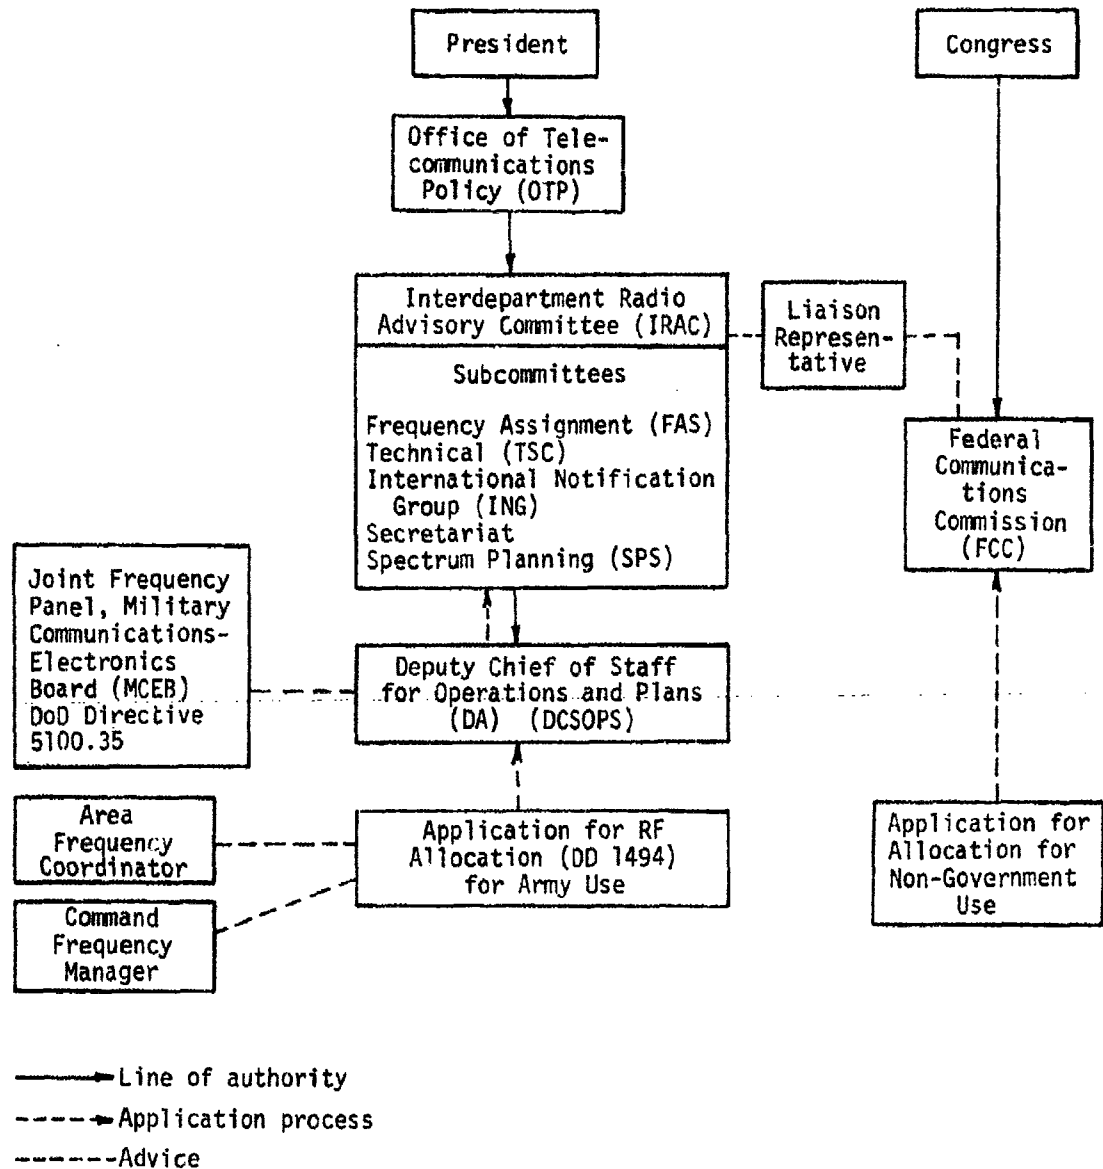 President
Congress
Office of Tele-
communications
Policy (OTP)
Interdepartment Radio
Advisory Committee (IRAC)
Liaison
Represen-
tative
Subcommittees
Frequency Assignment (FAS)
Technical (TSC)
International Notification
Group (ING)
Secretariat
Spectrum Planning (SPS)
Federal
Communica-
tions
Commission
(FCC)
Joint Frequency
Panel, Military
Communications-
Electronics
Board (MCEB)
DoD Directive
5100.35
Deputy Chief of Staff
for Operations and Plans
(DA) (DCSOPS)
Area
Frequency
Coordinator
Command
Frequency
Manager
Application for RF
Allocation (DD 1494)
for Army Use
Application for
Allocation for
Non-Government
Use
Line of authority
Application process
Advice